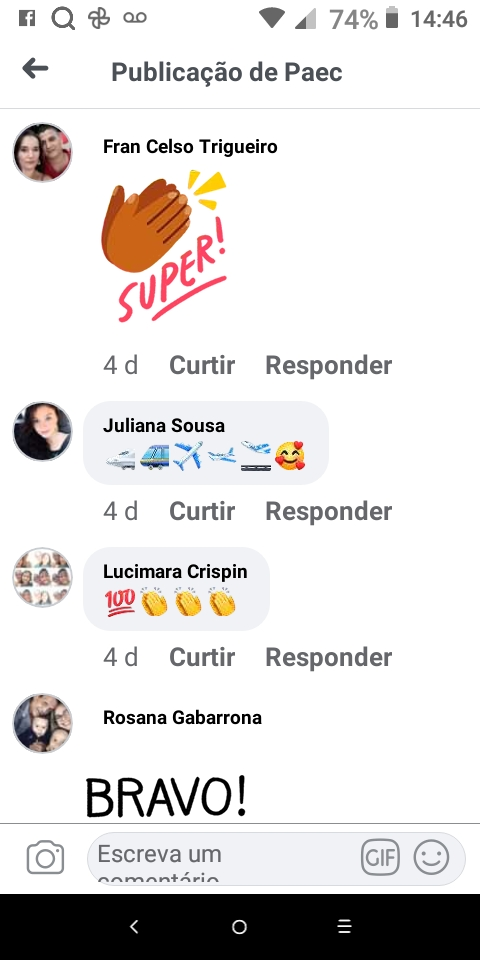 74% 14:46
Publicação de Paec
Fran Celso Trigueiro
SUPER!
4 d Curtir Responder
Juliana Sousa
4 d Curtir Responder
Lucimara Crispin
💯👏👏👏
4 d Curtir Responder
Rosana Gabarrona
BRAVO!
Escreva um
comentário
GIF